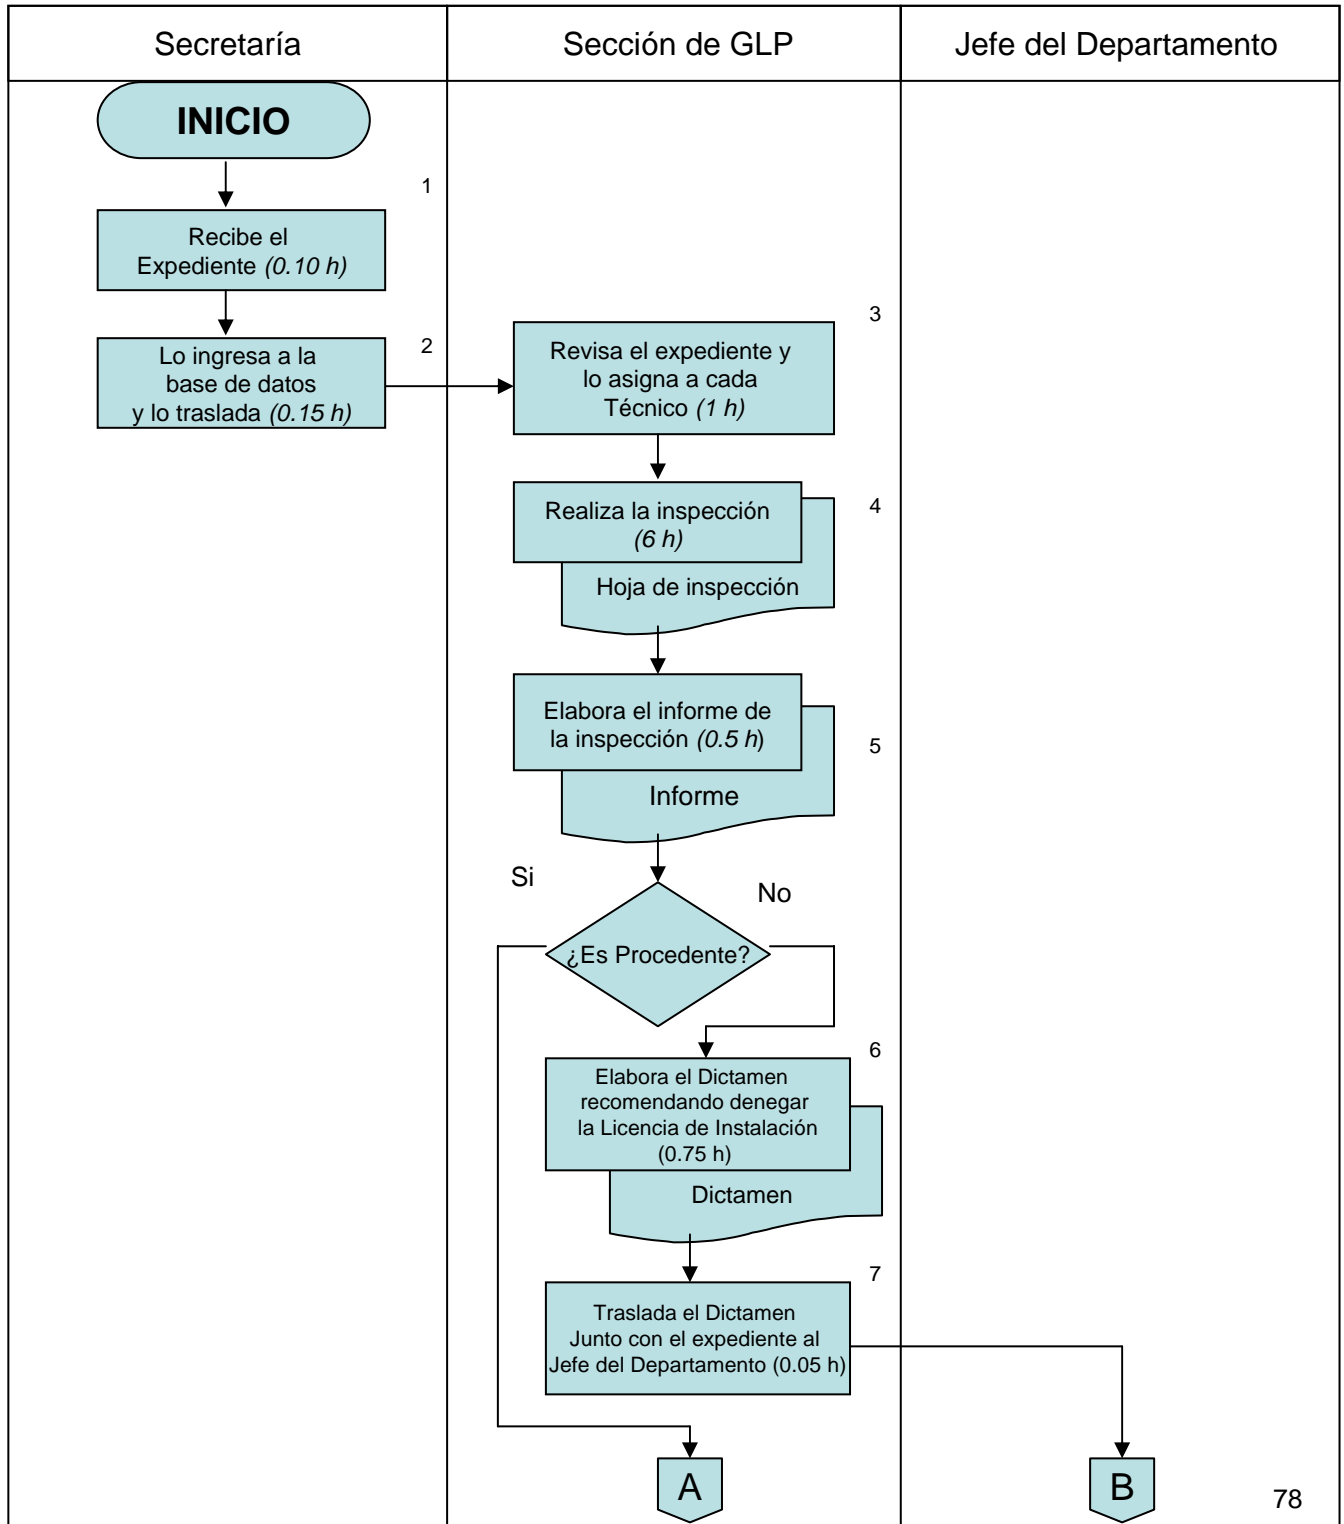 Secretaría
Sección de GLP
Jefe del Departamento
INICIO
1
Recibe el
Expediente (0.10 h)
2
Lo ingresa a la
base de datos
y lo traslada (0.15 h)
3
Revisa el expediente y
lo asigna a cada
Técnico (1 h)
4
Realiza la inspección
(6 h)
Hoja de inspección
Elabora el informe de
la inspección (0.5 h)
5
Informe
Si
No
¿Es Procedente?
6
Elabora el Dictamen
recomendando denegar
la Licencia de Instalación
(0.75 h)
Dictamen
7
Traslada el Dictamen
Junto con el expediente al
Jefe del Departamento (0.05 h)
A
B
78